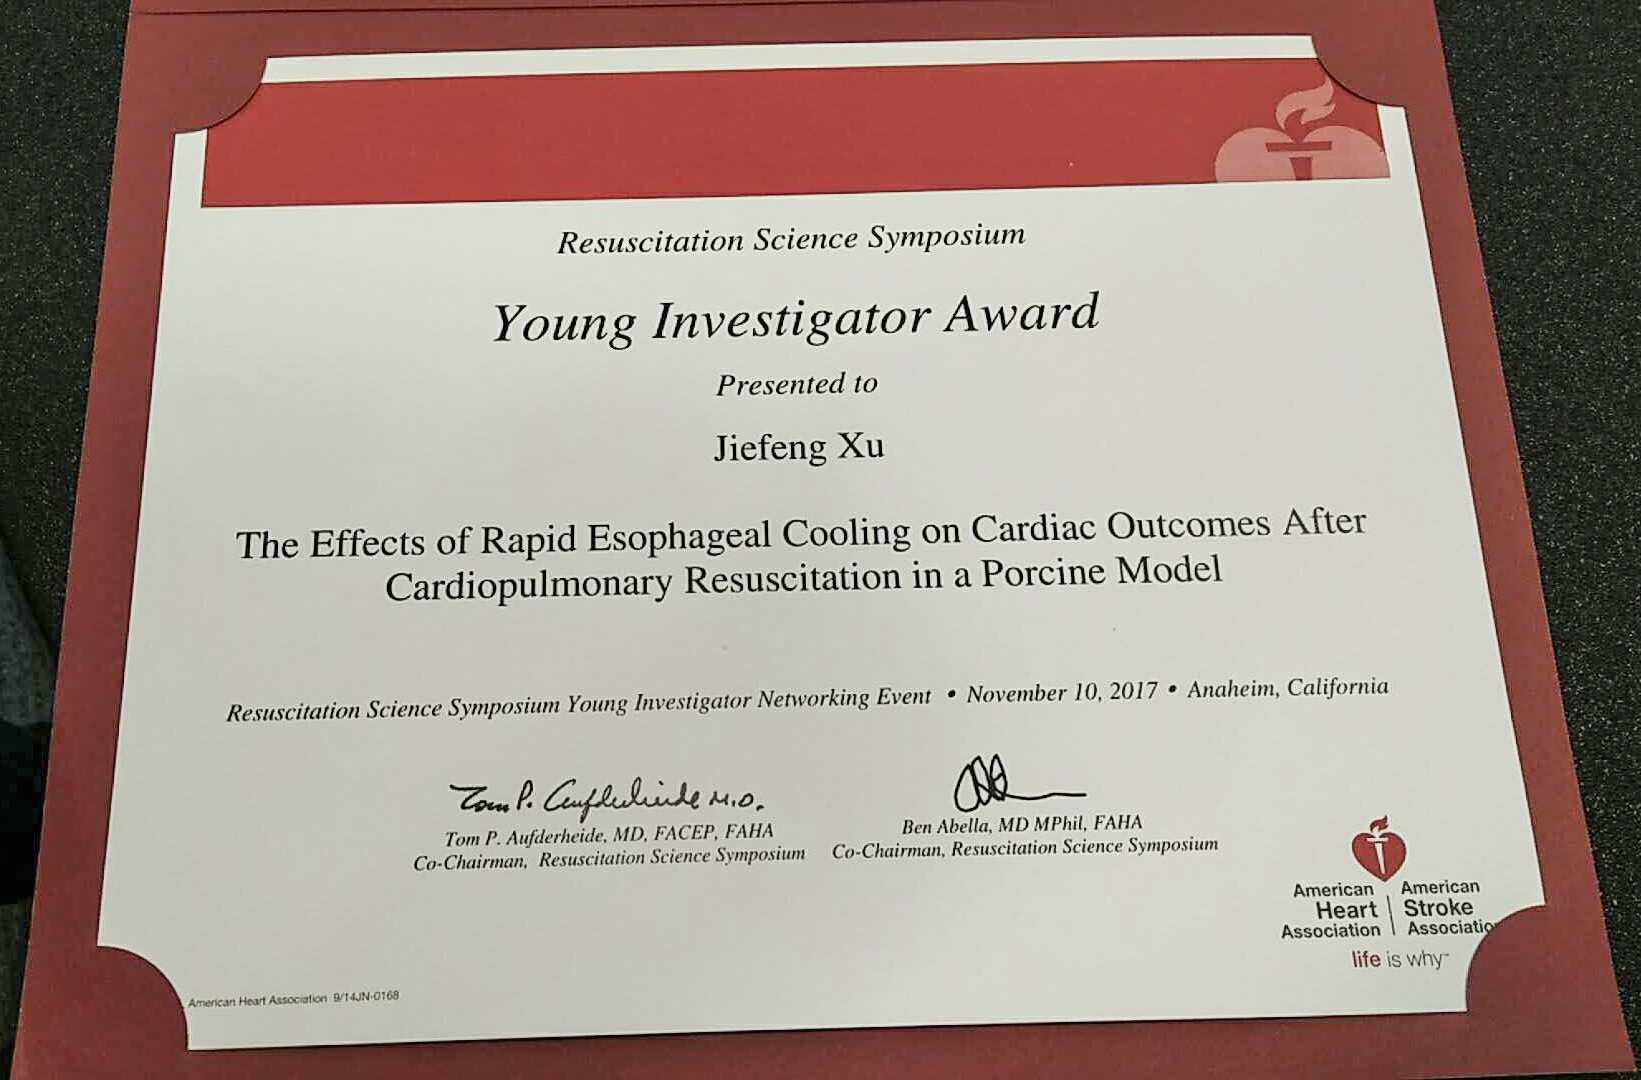 Resuscitation Science Symposium
Young Investigator Award
Presented to
Jiefeng Xu
The Effects of Rapid Esophageal Cooling on Cardiac Outcomes After
Cardiopulmonary Resuscitation in a Porcine Model
Resuscitation Science Symposium Young Investigator Networking Event • November 10, 2017 • Anaheim, California
Tom P. Aufderheide M.D.
Tom P. Aufderheide, MD, FACEP, FAHA
Co-Chairman, Resuscitation Science Symposium
Ben Abella, MD MPhil, FAHA
Co-Chairman, Resuscitation Science Symposium
American Heart Association
American Stroke Associatio
life is why™
American Heart Association 9/14JN-0168